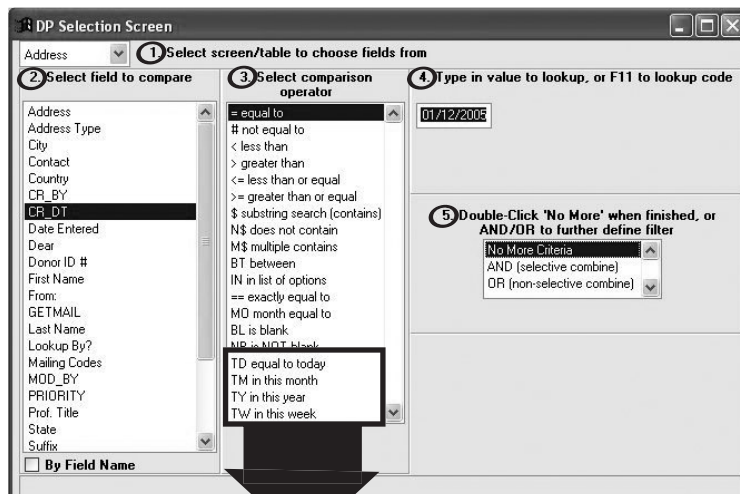 DP Selection Screen
Address
1. Select screen/table to choose fields from
2. Select field to compare
Address
Address Type
City
Contact
Country
CR_BY
CR_DT
Date Entered
Dear
Donor ID #
First Name
From:
GETMAIL
Last Name
Lookup By?
Mailing Codes
MOD_BY
PRIORITY
Prof. Title
State
Suffix
By Field Name
3. Select comparison
operator
= equal to
# not equal to
< less than
> greater than
<= less than or equal
>= greater than or equal
$ substring search (contains)
N$ does not contain
M$ multiple contains
BT between
IN in list of options
== exactly equal to
MO month equal to
BL is blank
NB is NOT blank
TD equal to today
TM in this month
TY in this year
TW in this week
4. Type in value to lookup, or F11 to lookup code
01/12/2005
5. Double-Click 'No More' when finished, or
AND/OR to further define filter
No More Criteria
AND (selective combine)
OR (non-selective combine)